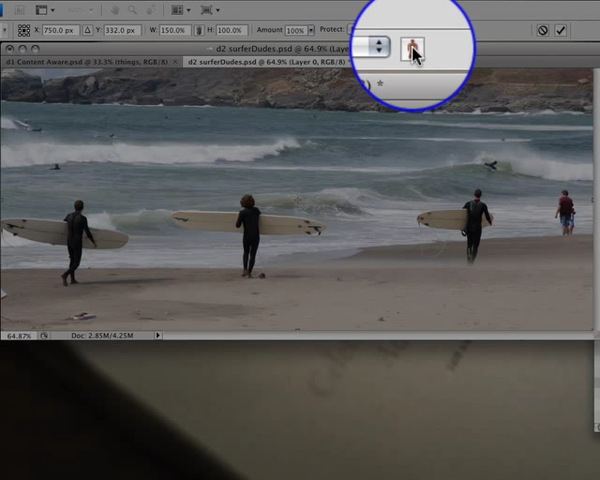 X: 750.0 px Y: 332.0 px W: 150.0% H: 100.0% Amount 100% Protect:
d2 surferDudes.psd @ 64.9% (Laye
d1 Content Aware.psd @ 33.3% (things, RGB/8) d2 surferDudes.psd @ 64.9% (Layer 0, RGB/8) *
) *
64.87% Doc: 2.85M/4.25M